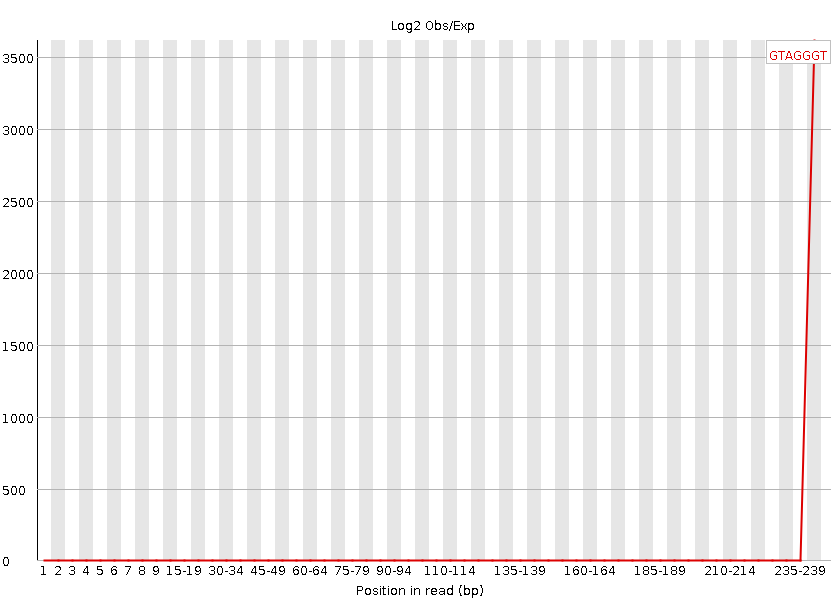 Log2 Obs/Exp
GTAGGGT
3500
3000
2500
2000
1500
1000
500
0
1 2 3 4 5 6 7 8 9 15-19 30-34 45-49 60-64 75-79 90-94 110-114 135-139 160-164 185-189 210-214 235-239
Position in read (bp)